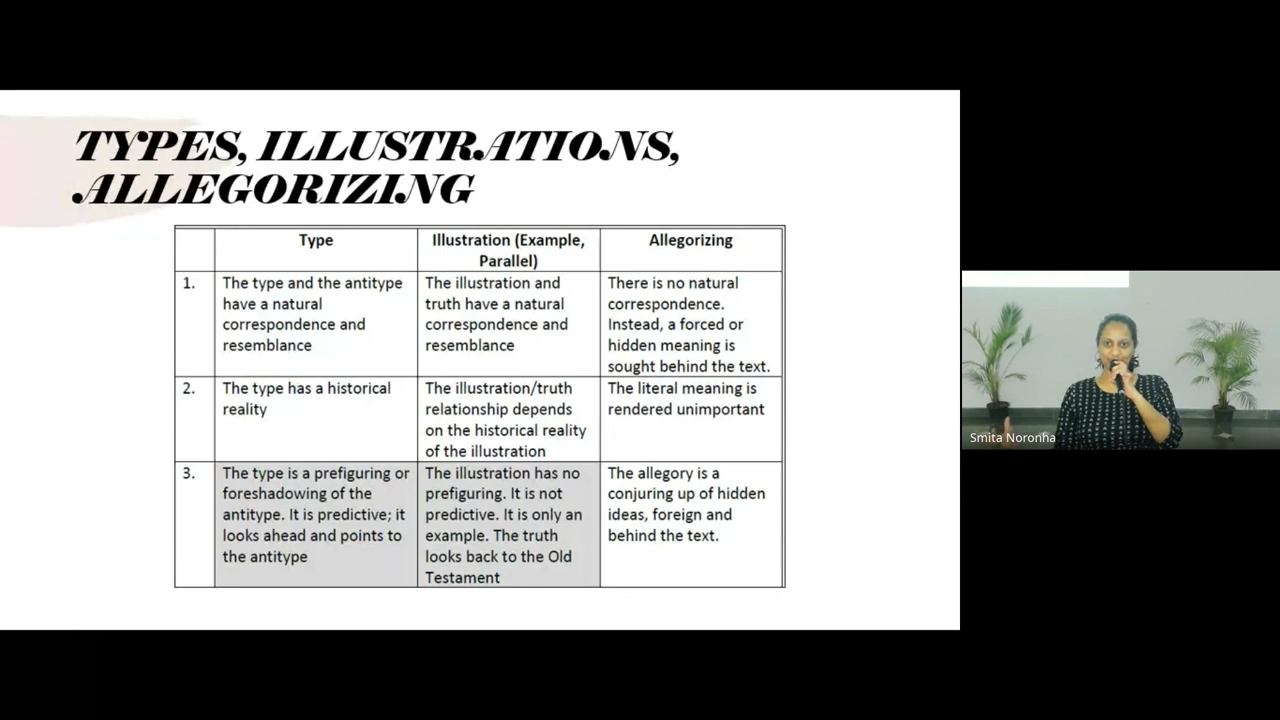 TYPES, ILLUSTRATIONS,
ALLEGORIZING
Type
Illustration (Example,
Parallel)
Allegorizing
1.
The type and the antitype
have a natural
correspondence and
resemblance
The illustration and
truth have a natural
correspondence and
resemblance
There is no natural
correspondence.
Instead, a forced or
hidden meaning is
sought behind the text.
2.
The type has a historical
reality
The illustration/truth
relationship depends
on the historical reality
of the illustration
The literal meaning is
rendered unimportant
3.
The type is a prefiguring or
foreshadowing of the
antitype. It is predictive; it
looks ahead and points to
the antitype
The illustration has no
prefiguring. It is not
predictive. It is only an
example. The truth
looks back to the Old
Testament
The allegory is a
conjuring up of hidden
ideas, foreign and
behind the text.
Smita Noronha